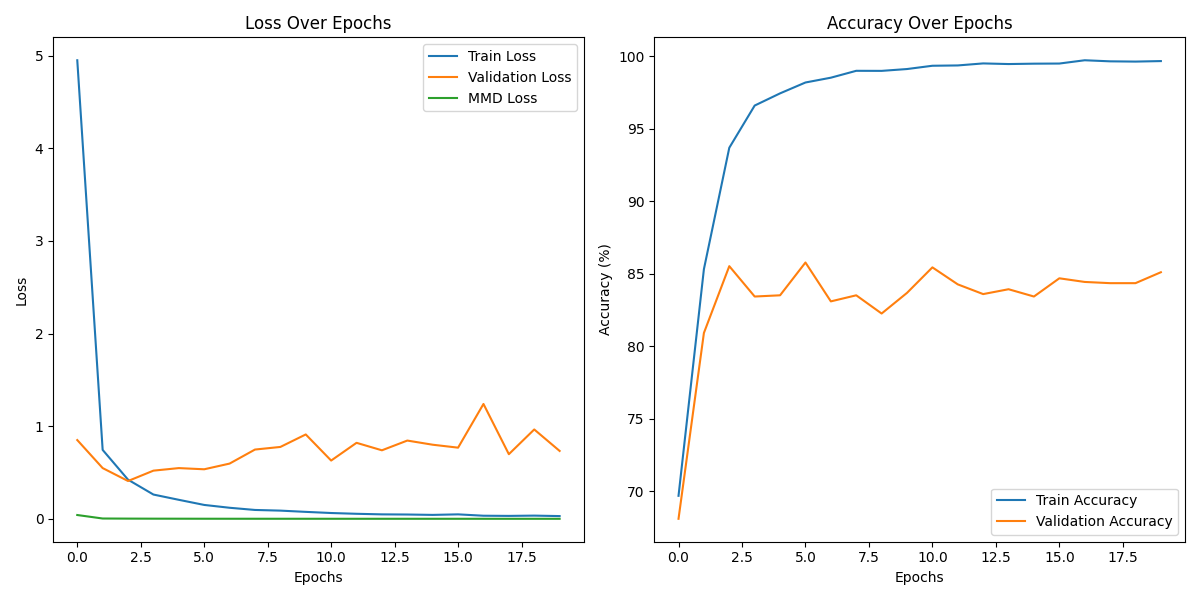 Loss Over Epochs
5
4
3
2
1
0
Loss
Train Loss
Validation Loss
MMD Loss
0.0 2.5 5.0 7.5 10.0 12.5 15.0 17.5
Epochs
Accuracy Over Epochs
100
95
90
85
80
75
70
Accuracy (%)
Train Accuracy
Validation Accuracy
0.0 2.5 5.0 7.5 10.0 12.5 15.0 17.5
Epochs